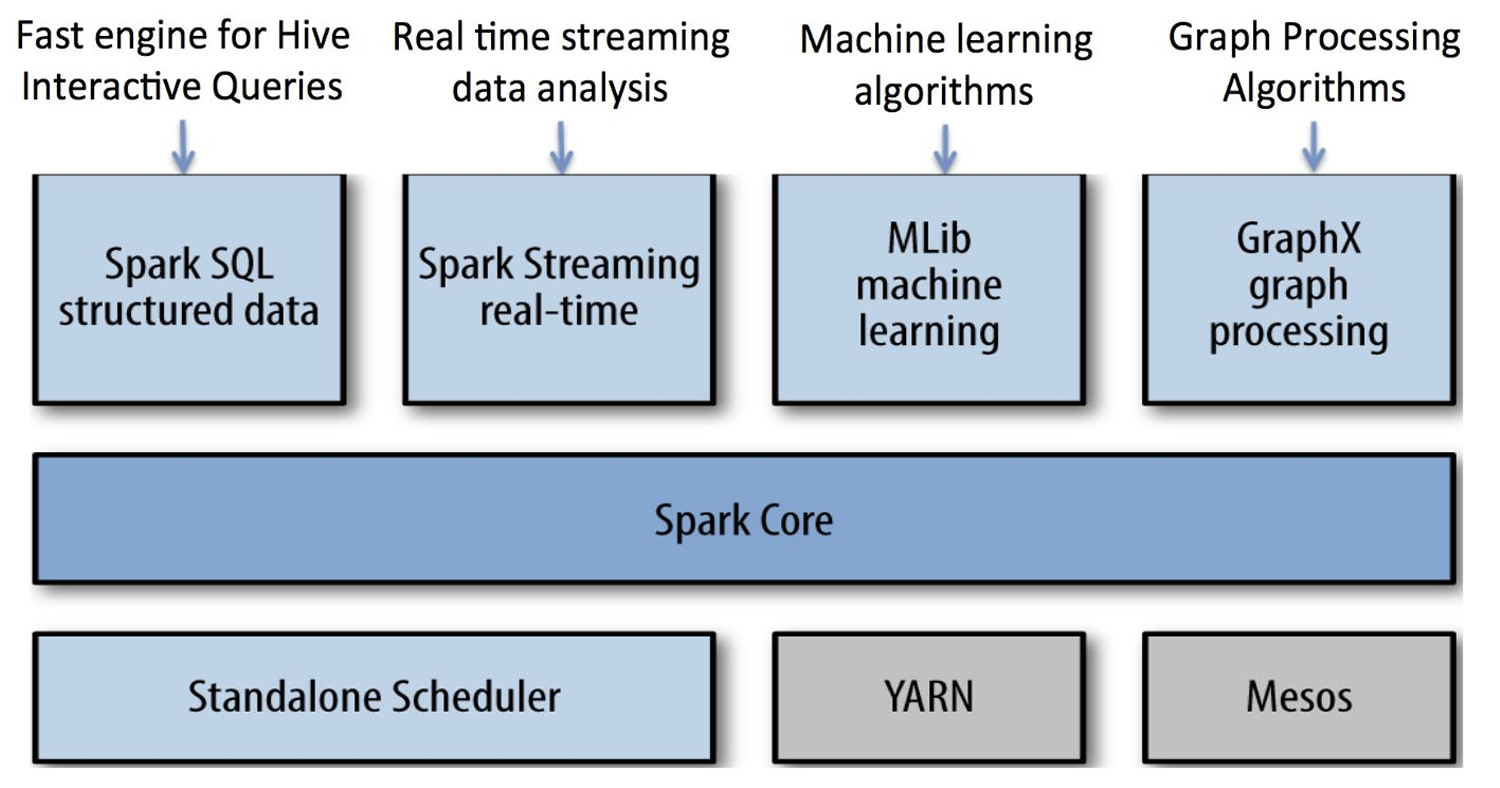 Fast engine for Hive
Interactive Queries
Real time streaming
data analysis
Machine learning
algorithms
Graph Processing
Algorithms
Spark SQL
structured data
Spark Streaming
real-time
MLib
machine
learning
GraphX
graph
processing
Spark Core
Standalone Scheduler
YARN
Mesos